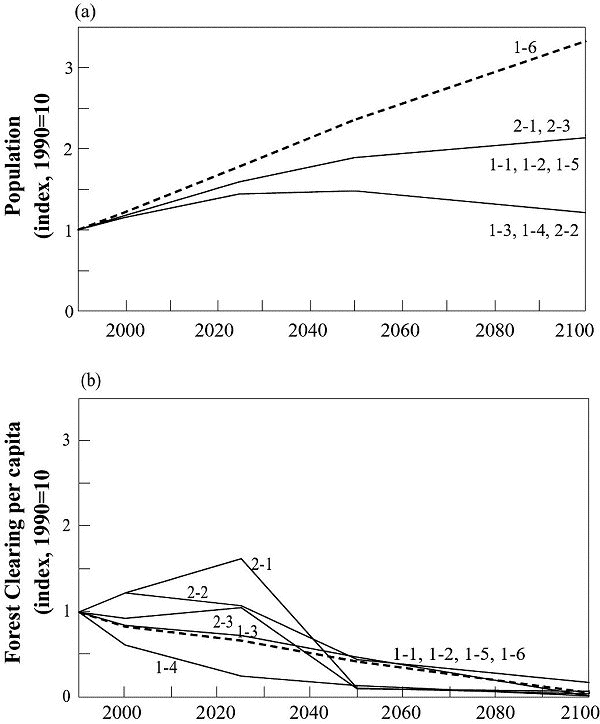 (a)
Population
(index, 1990=10
3
2
1
0
1-6
2-1, 2-3
1-1, 1-2, 1-5
1-3, 1-4, 2-2
2000 2020 2040 2060 2080 2100
(b)
Forest Clearing per capita
(index, 1990=10
3
2
1
0
2-1
2-2
2-3
1-3
1-4
1-1, 1-2, 1-5, 1-6
2000 2020 2040 2060 2080 2100